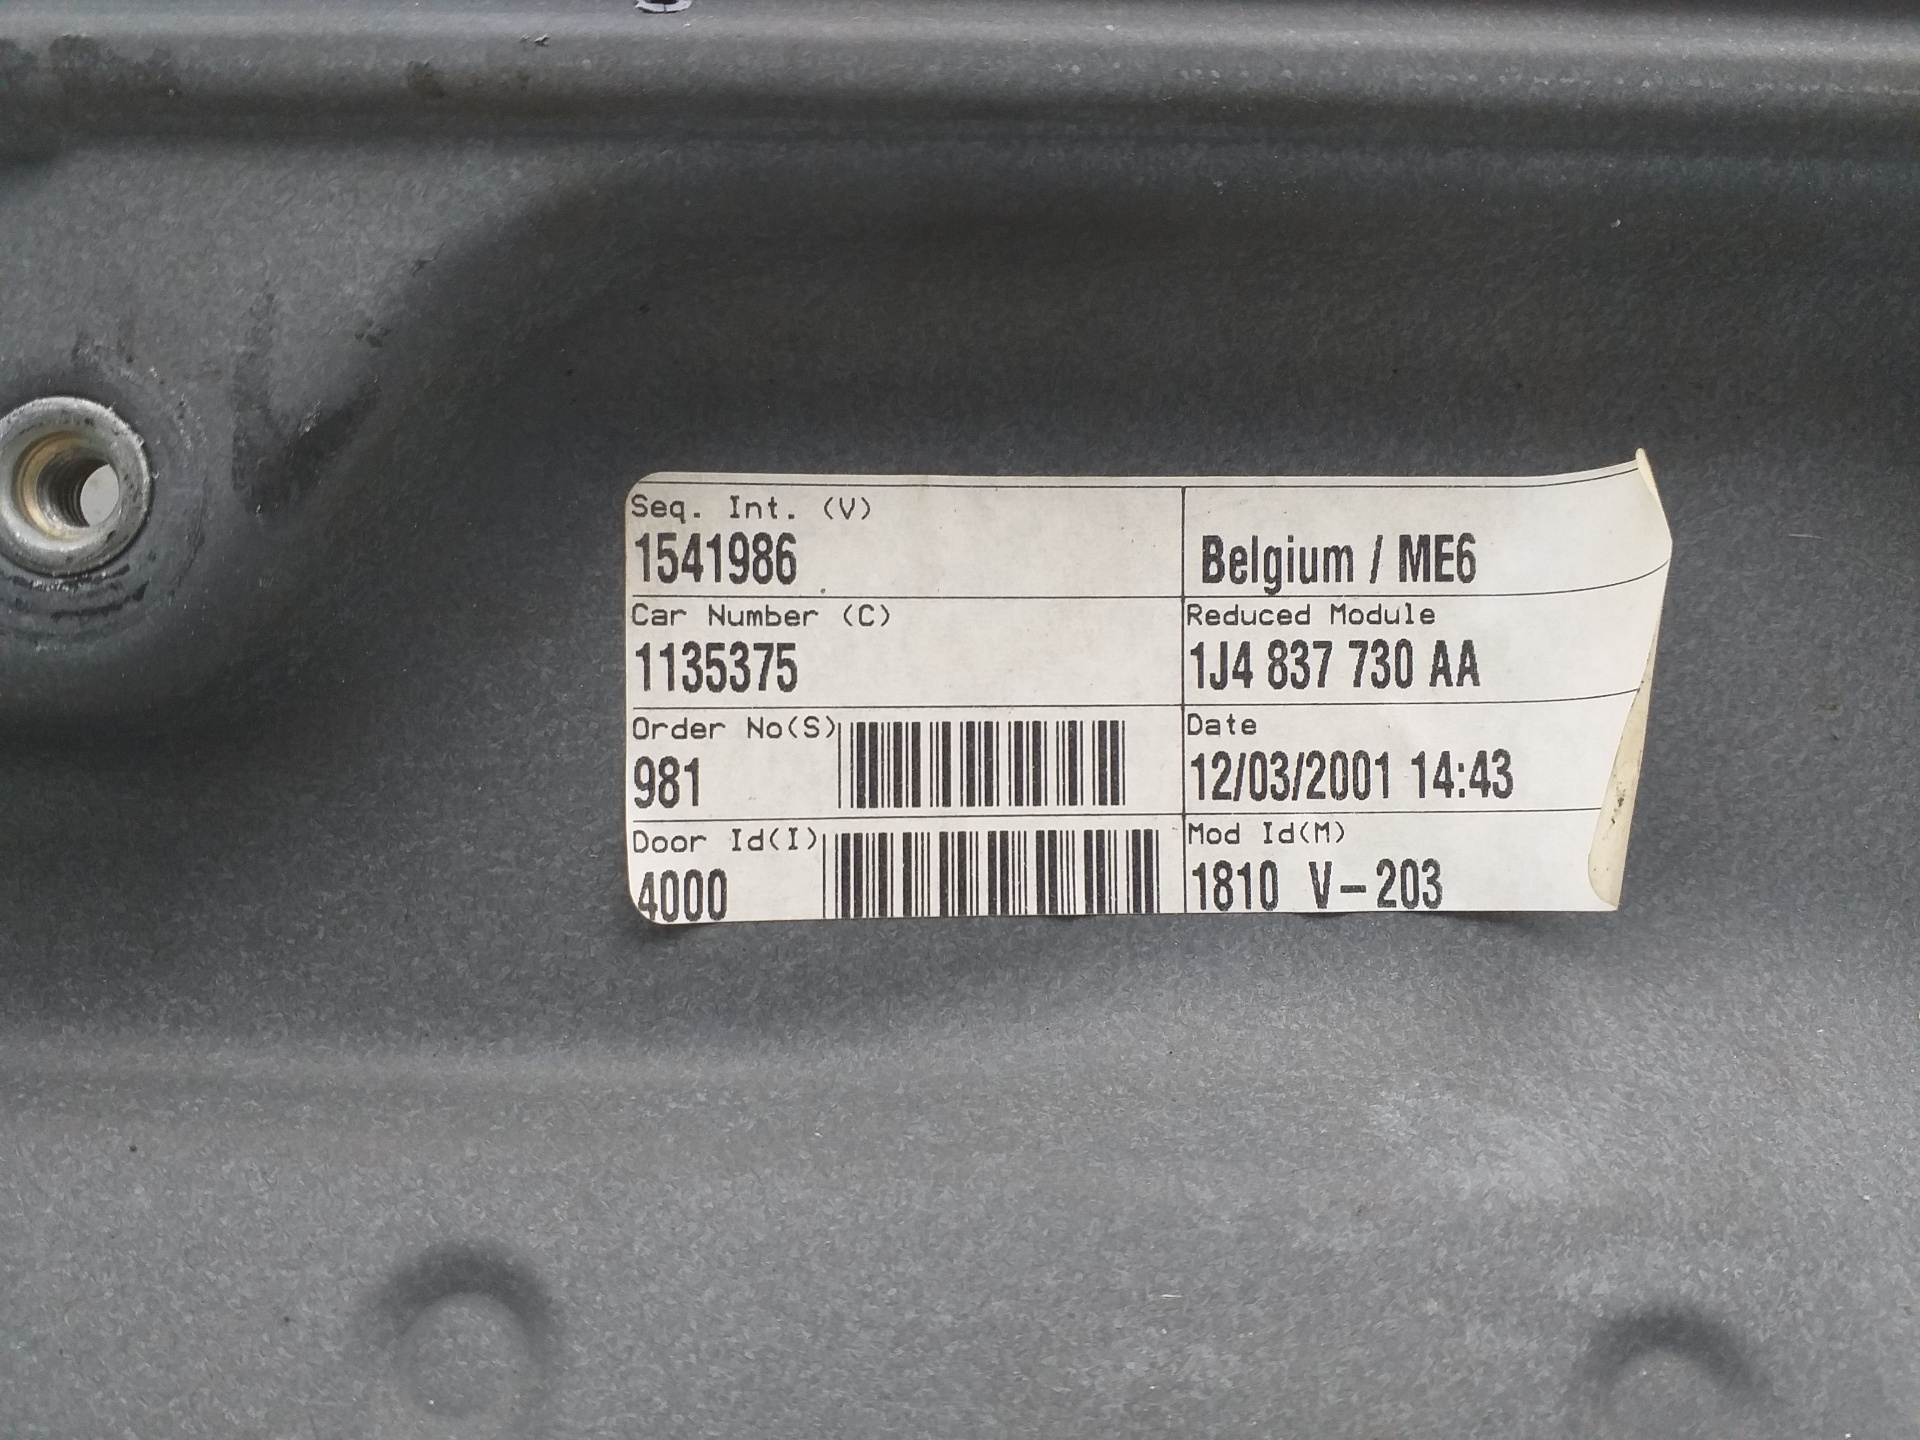 Seq. Int. (V)
1541986
Belgium / ME6
Car Number (C)
1135375
Reduced Module
1J4 837 730 AA
Order No(S)
981
Date
12/03/2001 14:43
Door Id(I)
4000
Mod Id(M)
1810 V-203